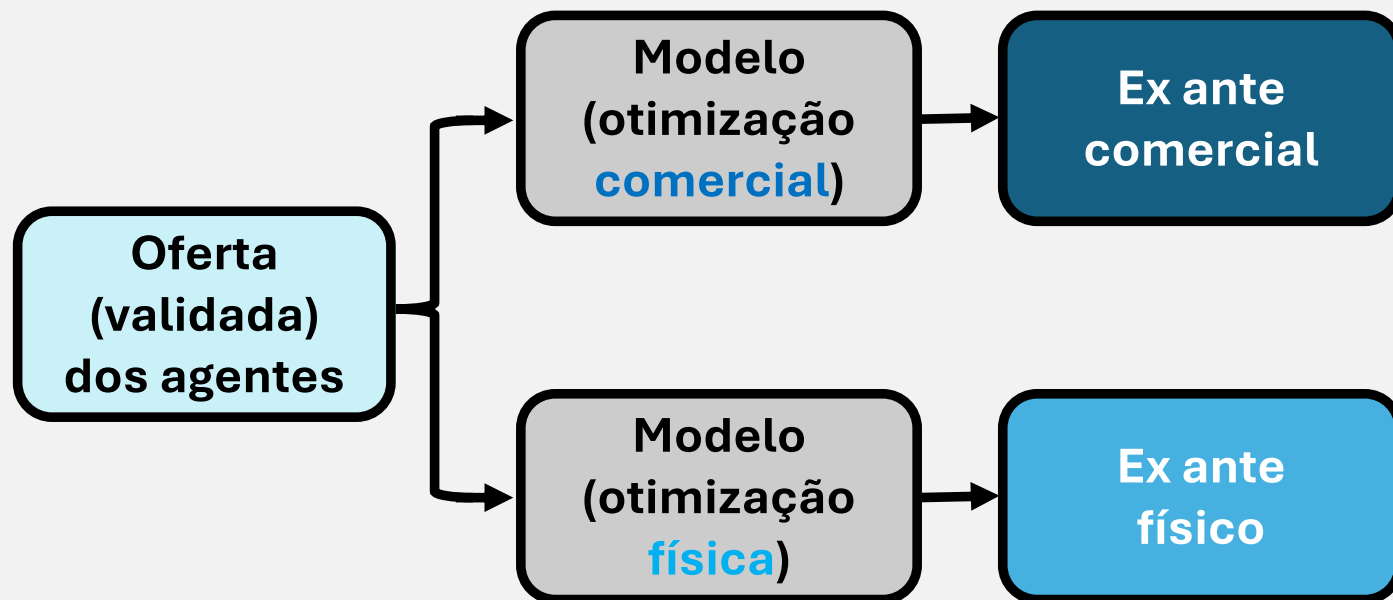 Modelo
(otimização
comercial)
Ex ante
comercial
Oferta
(validada)
dos agentes
Modelo
(otimização
física)
Ex ante
físico